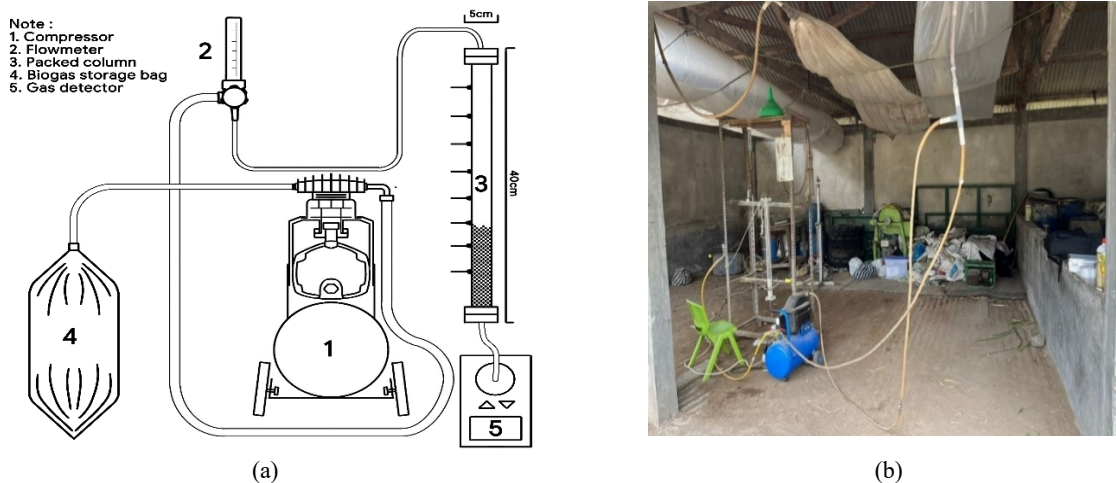 Note :
1. Compressor
2. Flowmeter
3. Packed column
4. Biogas storage bag
5. Gas detector
2
5cm
3
40cm
4
1
5
(a)
(b)